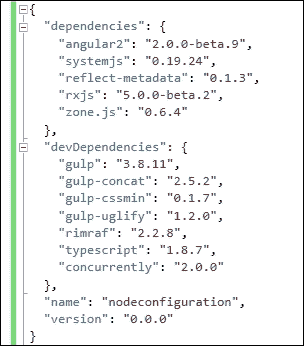 {
"dependencies": {
"angular2": "2.0.0-beta.9",
"systemjs": "0.19.24",
"reflect-metadata": "0.1.3",
"rxjs": "5.0.0-beta.2",
"zone.js": "0.6.4"
},
"devDependencies": {
"gulp": "3.8.11",
"gulp-concat": "2.5.2",
"gulp-cssmin": "0.1.7",
"gulp-uglify": "1.2.0",
"rimraf": "2.2.8",
"typescript": "1.8.7",
"concurrently": "2.0.0"
},
"name": "nodeconfiguration",
"version": "0.0.0"
}